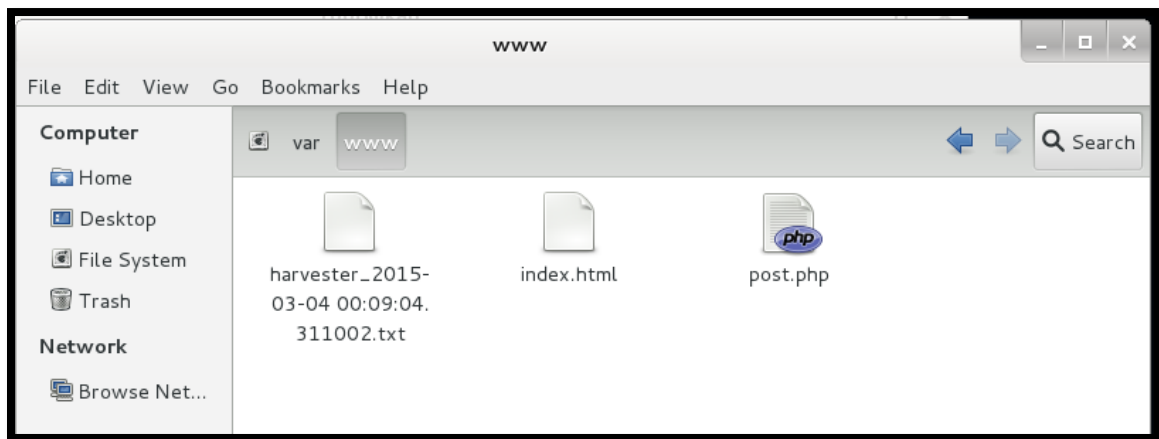 www
File Edit View Go Bookmarks Help
Computer
Home
Desktop
File System
Trash
Network
Browse Net...
var www
Search
harvester_2015-
03-04 00:09:04.
311002.txt
index.html
php
post.php